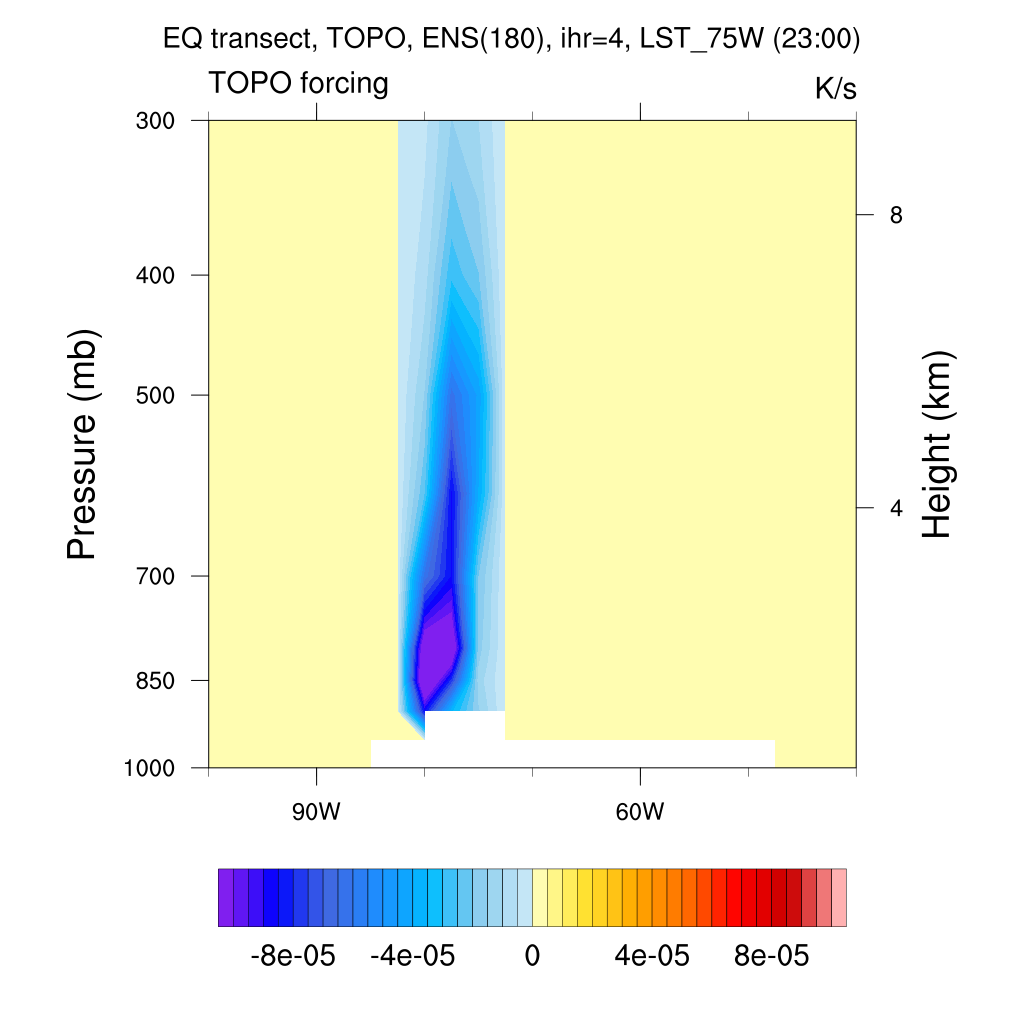 EQ transect, TOPO, ENS(180), ihr=4, LST_75W (23:00)
TOPO forcing K/s
300
8
400
Pressure (mb)
Height (km)
500
4
700
850
1000
90W 60W
-8e-05 -4e-05 0 4e-05 8e-05